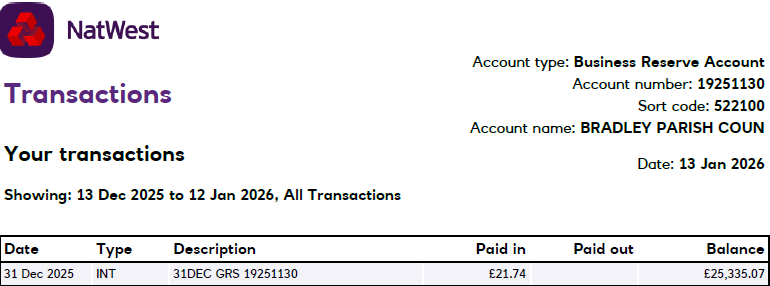 NatWest
Account type: Business Reserve Account
Transactions
Account number: 19251130
Sort code: 522100
Account name: BRADLEY PARISH COUN
Your transactions
Date: 13 Jan 2026
Showing: 13 Dec 2025 to 12 Jan 2026, All Transactions
Date Type Description Paid in Paid out Balance
31 Dec 2025 INT 31DEC GRS 19251130 £21.74 £25,335.07